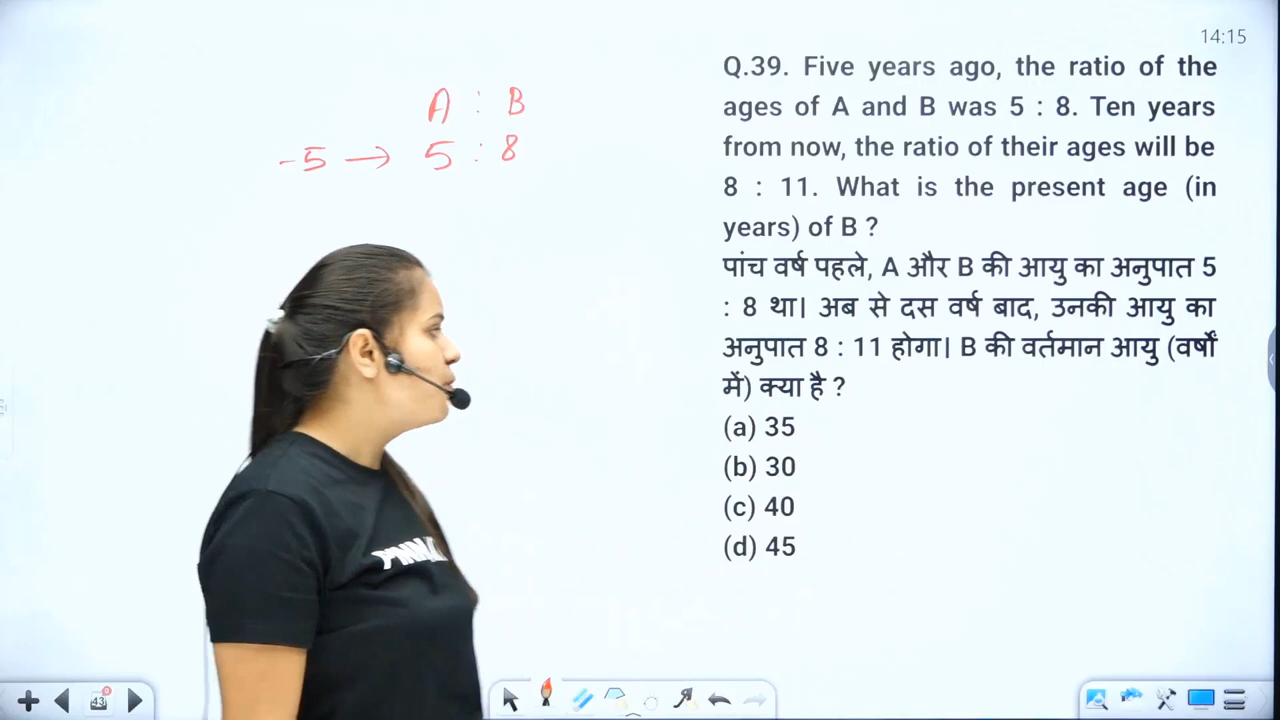 14:15
A : B
-5 → 5 : 8
Q.39. Five years ago, the ratio of the
ages of A and B was 5 : 8. Ten years
from now, the ratio of their ages will be
8 : 11. What is the present age (in
years) of B ?
पांच वर्ष पहले, A और B की आयु का अनुपात 5
: 8 था। अब से दस वर्ष बाद, उनकी आयु का
अनुपात 8 : 11 होगा। B की वर्तमान आयु (वर्षों
में) क्या है ?
(a) 35
(b) 30
(c) 40
(d) 45
43